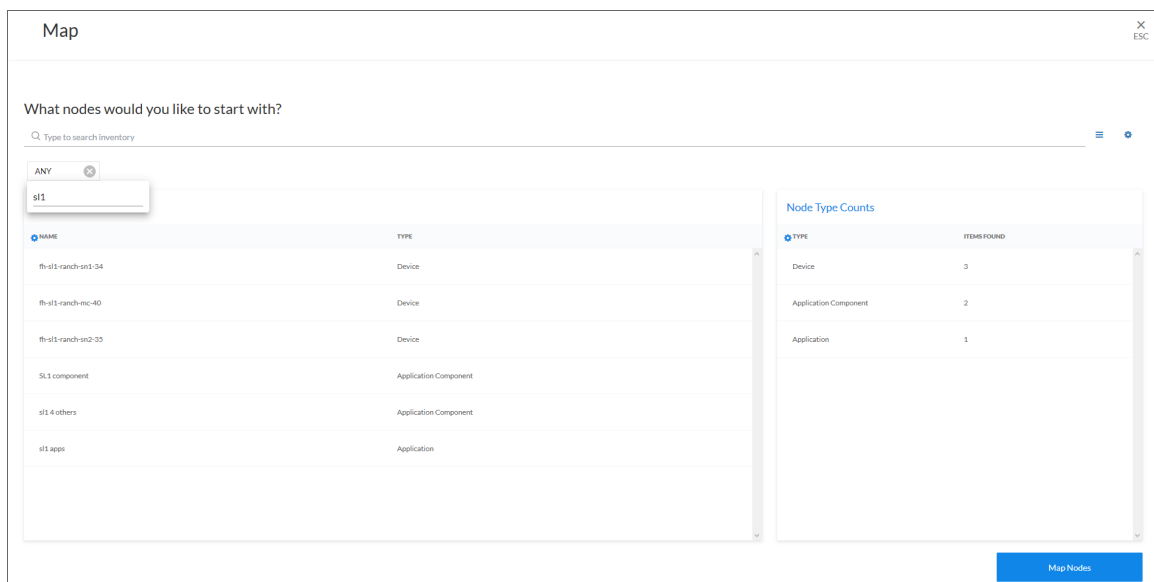 Map
ESC
What nodes would you like to start with?
Type to search inventory
ANY
sl1
Node Type Counts
NAME TYPE
TYPE ITEMS FOUND
fh-sl1-ranch-sn1-34 Device
Device 3
fh-sl1-ranch-mc-40 Device
Application Component 2
fh-sl1-ranch-sn2-35 Device
Application 1
SL1 component Application Component
sl1 4 others Application Component
sl1 apps Application
Map Nodes